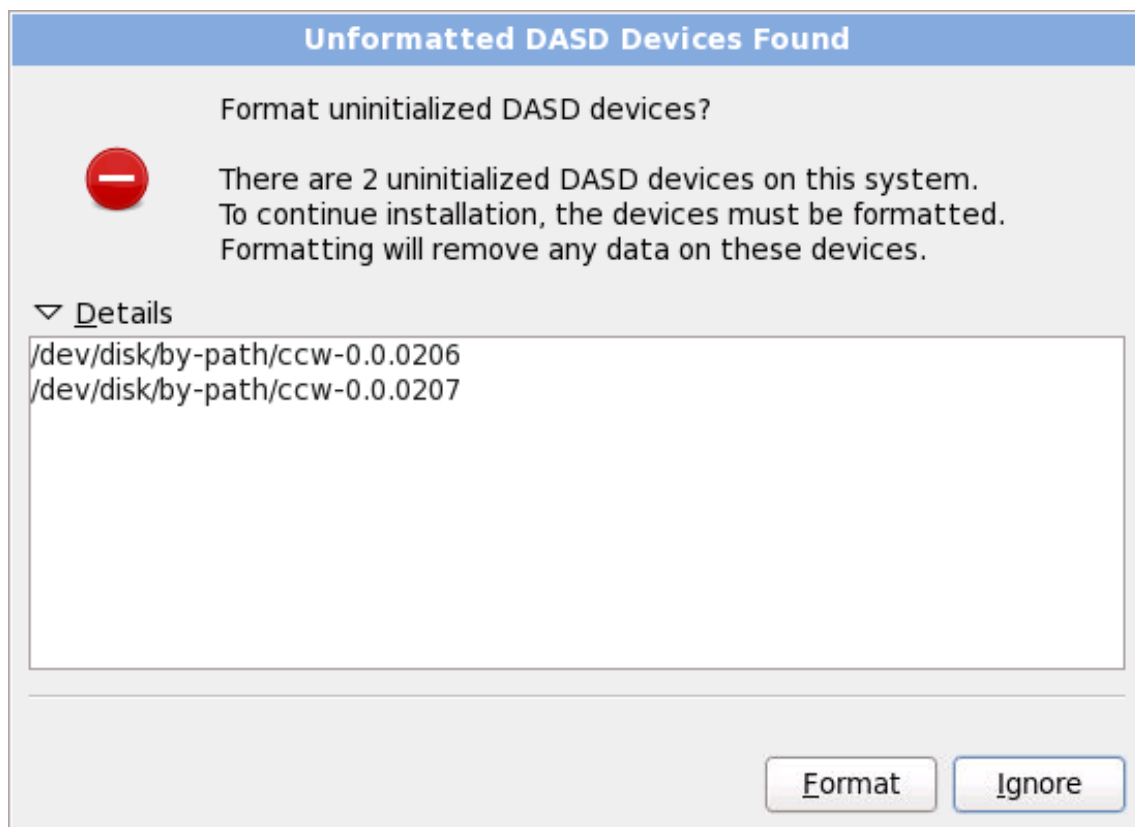 Unformatted DASD Devices Found
Format uninitialized DASD devices?
There are 2 uninitialized DASD devices on this system.
To continue installation, the devices must be formatted.
Formatting will remove any data on these devices.
Details
/dev/disk/by-path/ccw-0.0.0206
/dev/disk/by-path/ccw-0.0.0207
Format Ignore